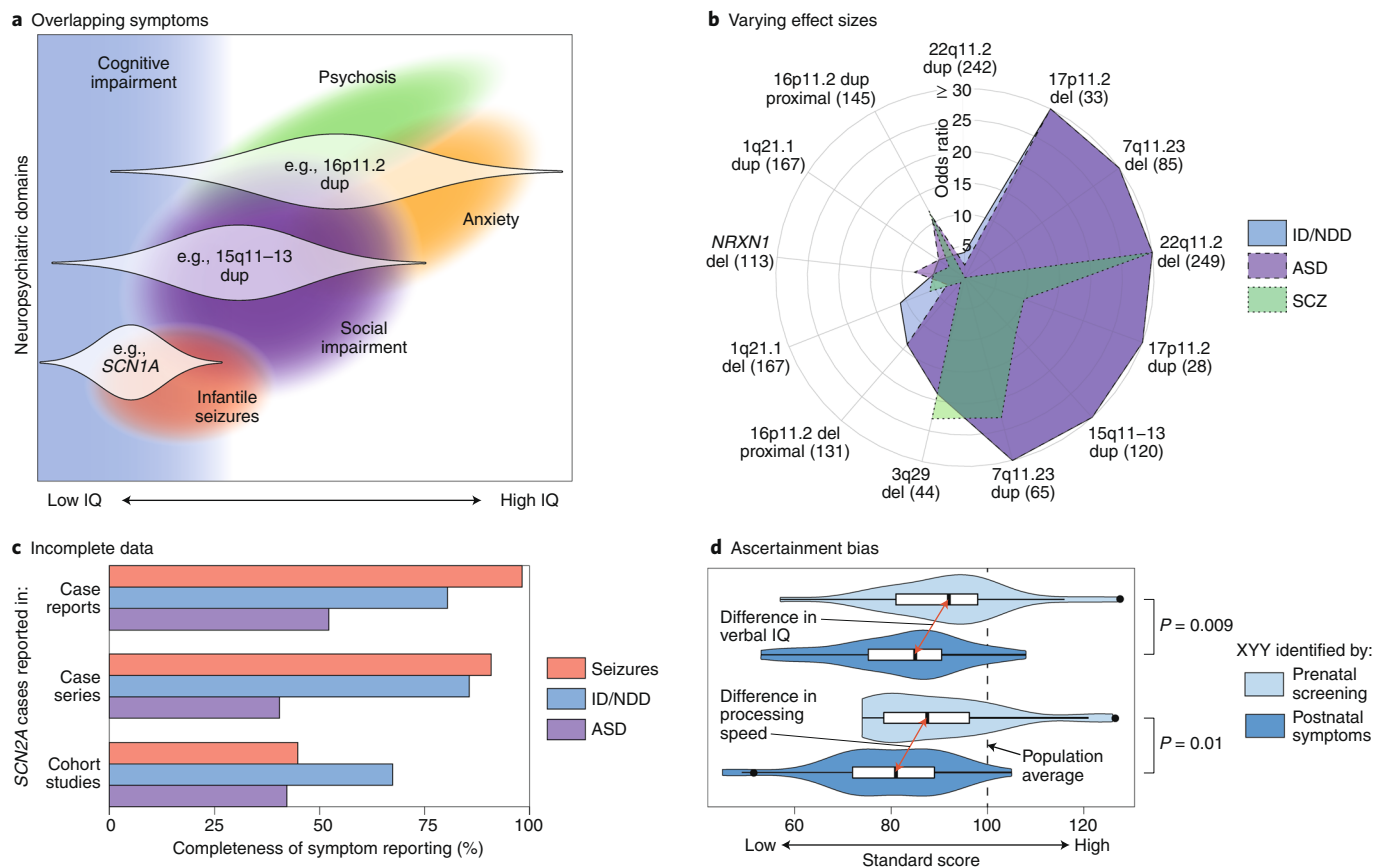 a Overlapping symptoms
Cognitive
impairment
Psychosis
e.g., 16p11.2
dup
Anxiety
e.g., 15q11–13
dup
Social
impairment
e.g.,
SCN1A
Infantile
seizures
Neuropsychiatric domains
Low IQ
High IQ
b Varying effect sizes
22q11.2
dup (242)
17p11.2
del (33)
7q11.23
del (85)
22q11.2
del (249)
17p11.2
dup (28)
15q11–13
dup (120)
7q11.23
dup (65)
3q29
del (44)
16p11.2 del
proximal (131)
1q21.1
del (167)
NRXN1
del (113)
1q21.1
dup (167)
16p11.2 dup
proximal (145)
≥ 30
25
20
15
10
5
Odds ratio
ID/NDD
ASD
SCZ
c Incomplete data
SCN2A cases reported in:
Case
reports
Case
series
Cohort
studies
0
25
50
75
100
Completeness of symptom reporting (%)
Seizures
ID/NDD
ASD
d Ascertainment bias
Difference in
verbal IQ
Difference in
processing
speed
Population
average
P = 0.009
P = 0.01
XYY identified by:
Prenatal
screening
Postnatal
symptoms
60
80
100
120
Low
High
Standard score